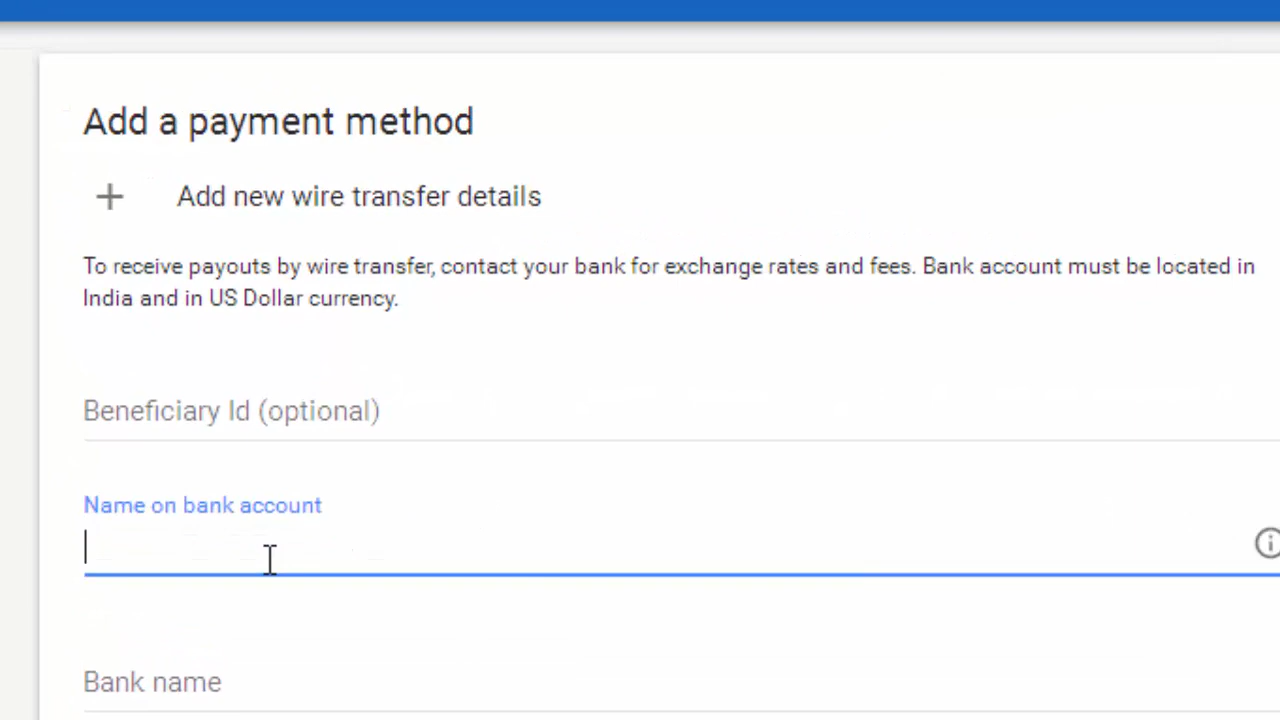 Add a payment method
Add new wire transfer details
To receive payouts by wire transfer, contact your bank for exchange rates and fees. Bank account must be located in
India and in US Dollar currency.
Beneficiary Id (optional)
Name on bank account
Bank name